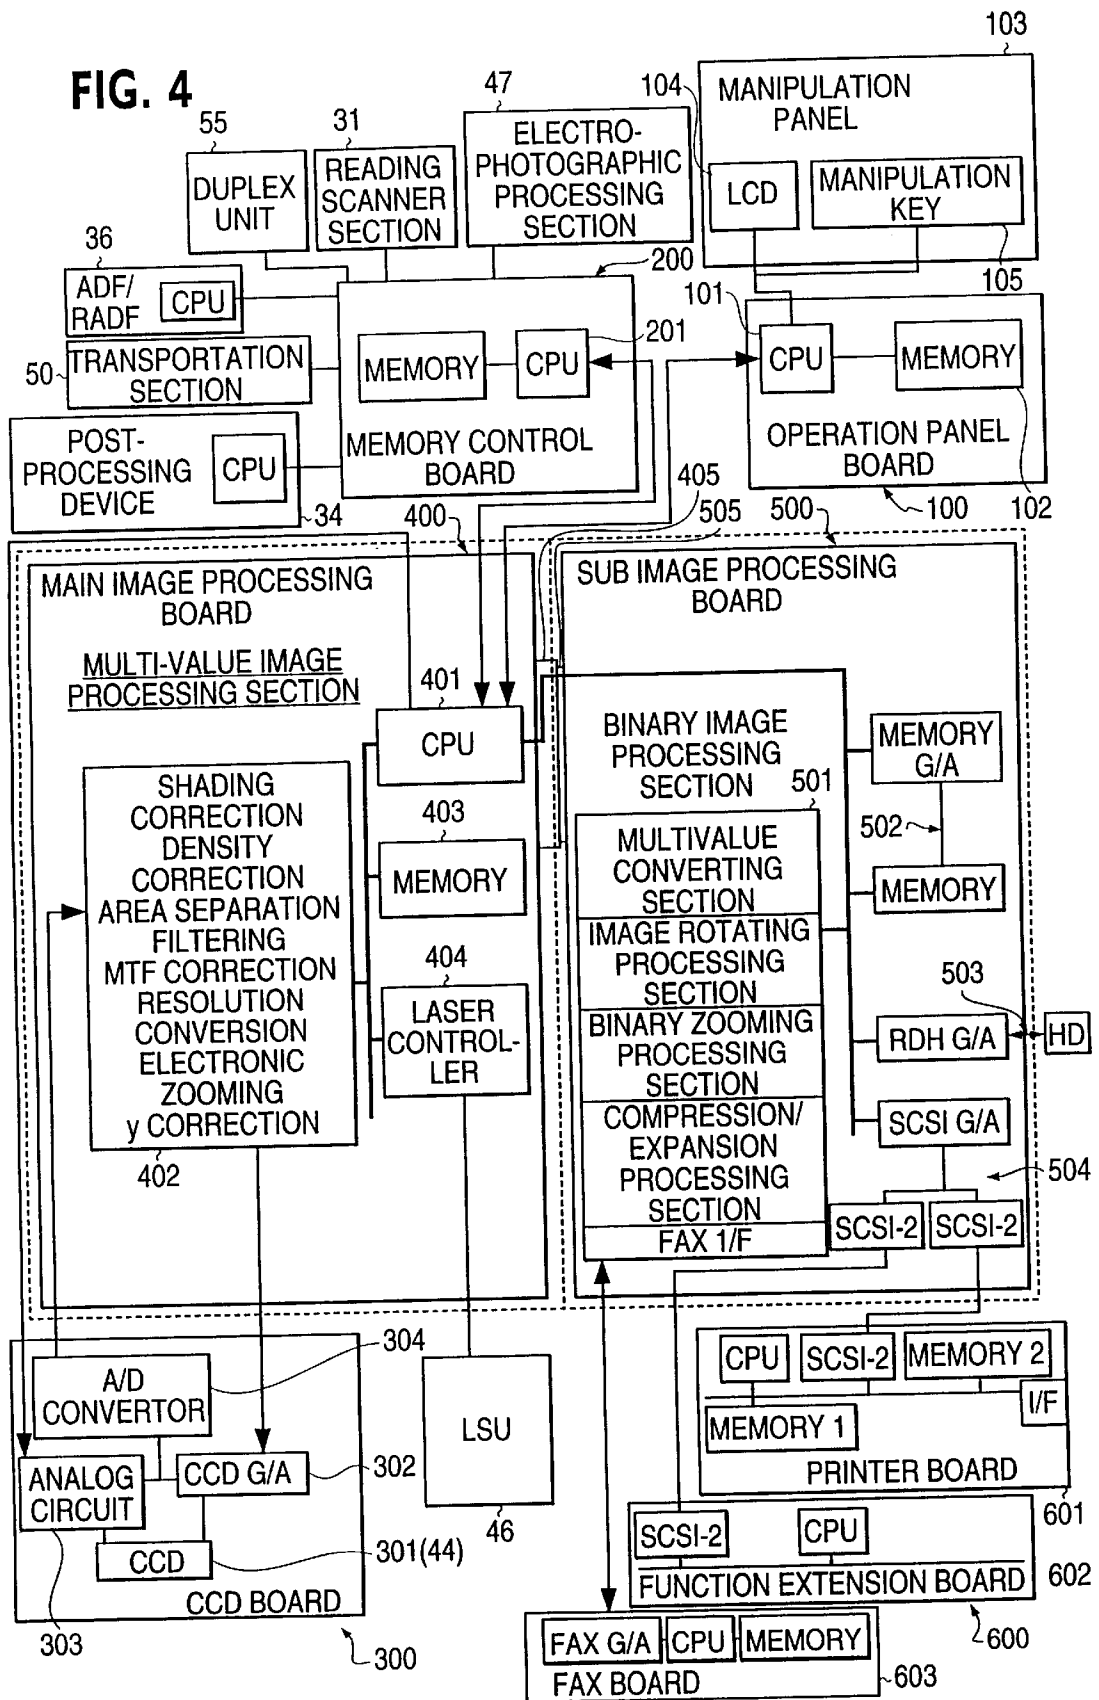 FIG. 4
103
MANIPULATION
PANEL
104
LCD
MANIPULATION
KEY
105
47
ELECTRO-
PHOTOGRAPHIC
PROCESSING
SECTION
31
READING
SCANNER
SECTION
55
DUPLEX
UNIT
36
ADF/
RADF
CPU
50
TRANSPORTATION
SECTION
POST-
PROCESSING
DEVICE
CPU
34
200
201
MEMORY
CPU
MEMORY CONTROL
BOARD
101
CPU
MEMORY
OPERATION PANEL
BOARD
100
102
400
405
505
500
MAIN IMAGE PROCESSING
BOARD
MULTI-VALUE IMAGE
PROCESSING SECTION
401
CPU
SHADING
CORRECTION
DENSITY
CORRECTION
AREA SEPARATION
FILTERING
MTF CORRECTION
RESOLUTION
CONVERSION
ELECTRONIC
ZOOMING
y CORRECTION
402
403
MEMORY
404
LASER
CONTROL-
LER
SUB IMAGE PROCESSING
BOARD
BINARY IMAGE
PROCESSING
SECTION
501
MULTIVALUE
CONVERTING
SECTION
IMAGE ROTATING
PROCESSING
SECTION
BINARY ZOOMING
PROCESSING
SECTION
COMPRESSION/
EXPANSION
PROCESSING
SECTION
FAX 1/F
MEMORY
G/A
502
MEMORY
503
RDH G/A
HD
SCSI G/A
504
SCSI-2
SCSI-2
304
A/D
CONVERTOR
ANALOG
CIRCUIT
CCD G/A
302
CCD
301(44)
CCD BOARD
303
300
LSU
46
CPU
SCSI-2
MEMORY 2
I/F
MEMORY 1
PRINTER BOARD
601
SCSI-2
CPU
FUNCTION EXTENSION BOARD
602
600
FAX G/A
CPU
MEMORY
FAX BOARD
603